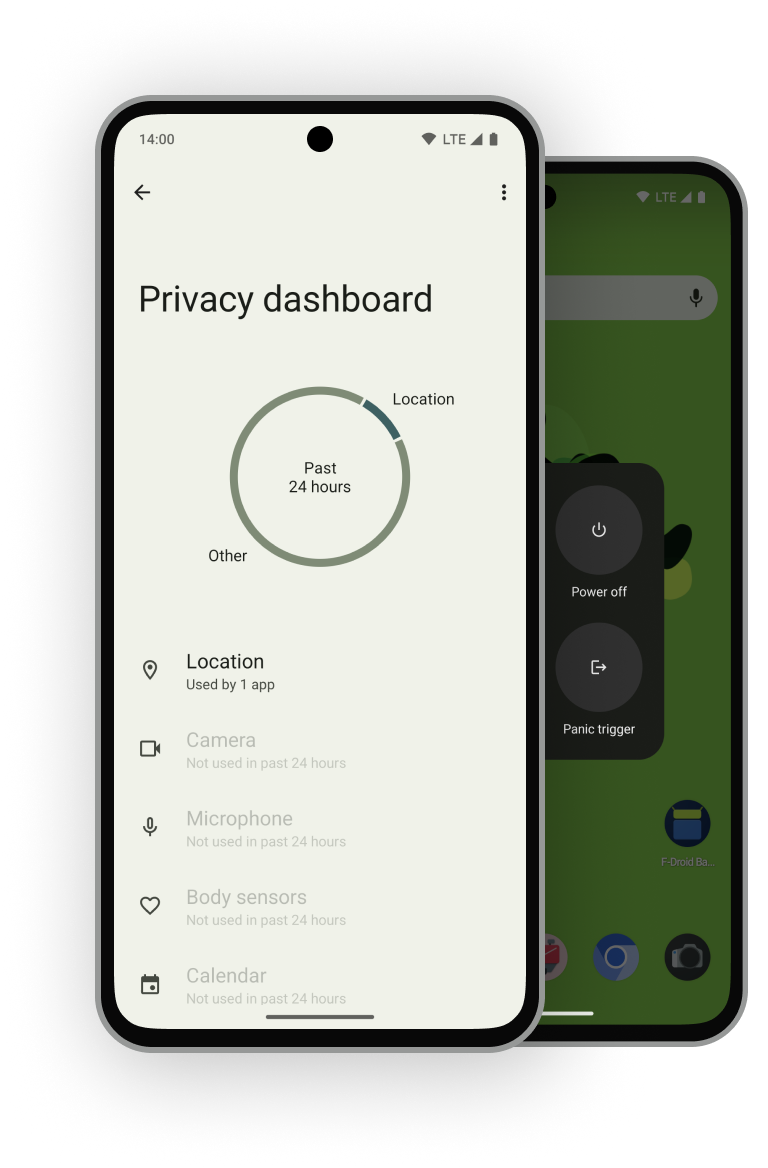 14:00
LTE
Privacy dashboard
Location
Past
24 hours
Other
Location
Used by 1 app
Camera
Not used in past 24 hours
Microphone
Not used in past 24 hours
Body sensors
Not used in past 24 hours
Calendar
Not used in past 24 hours
LTE
Power off
Panic trigger
F-Droid Ba...